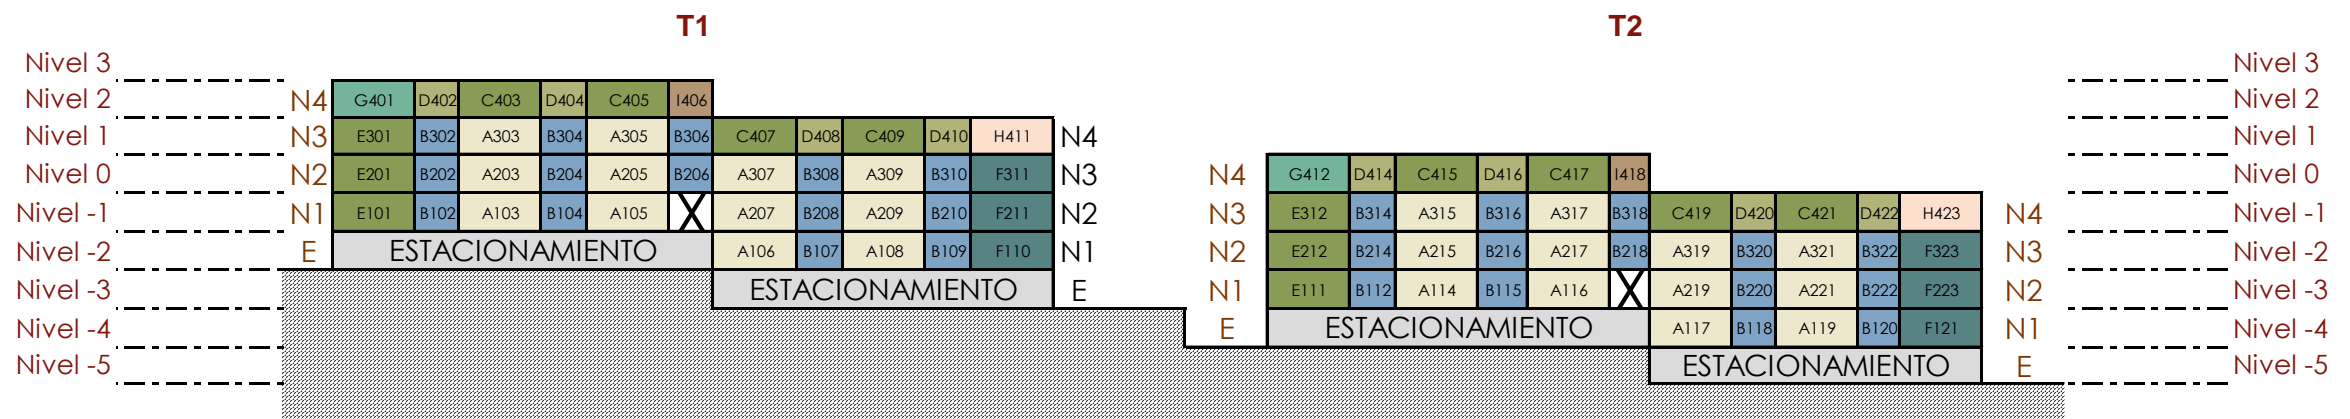 T1 T2
Nivel 3 Nivel 3
Nivel 2 N4 G401 D402 C403 D404 C405 I406 Nivel 2
Nivel 1 N3 E301 B302 A303 B304 A305 B306 C407 D408 C409 D410 H411 N4 Nivel 1
Nivel 0 N2 E201 B202 A203 B204 A205 B206 A307 B308 A309 B310 F311 N3 N4 G412 D414 C415 D416 C417 I418 Nivel 0
Nivel -1 N1 E101 B102 A103 B104 A105 X A207 B208 A209 B210 F211 N2 N3 E312 B314 A315 B316 A317 B318 C419 D420 C421 D422 H423 N4 Nivel -1
Nivel -2 E ESTACIONAMIENTO A106 B107 A108 B109 F110 N1 N2 E212 B214 A215 B216 A217 B218 A319 B320 A321 B322 F323 N3 Nivel -2
Nivel -3 ESTACIONAMIENTO E N1 E111 B112 A114 B115 A116 X A219 B220 A221 B222 F223 N2 Nivel -3
Nivel -4 E ESTACIONAMIENTO A117 B118 A119 B120 F121 N1 Nivel -4
Nivel -5 ESTACIONAMIENTO E Nivel -5